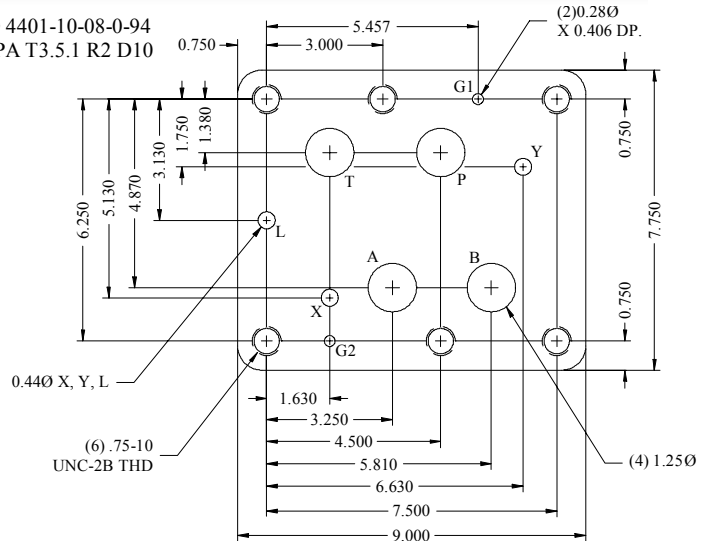 4401-10-08-0-94
PA T3.5.1 R2 D10
(2)0.28Ø
X 0.406 DP.
5.457
0.750
3.000
G1
1.750
1.380
0.750
3.130
5.130
4.870
6.250
7.750
T
P
Y
L
A
B
X
G2
0.750
0.44Ø X, Y, L
1.630
3.250
(6) .75-10
UNC-2B THD
4.500
5.810
(4) 1.25Ø
6.630
7.500
9.000